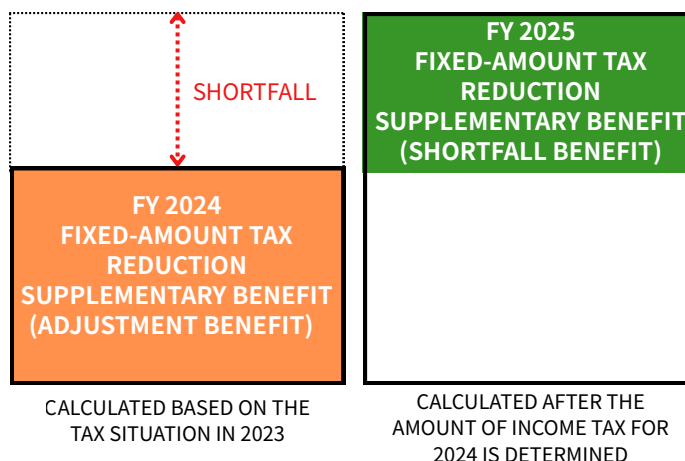 SHORTFALL
FY 2024
FIXED-AMOUNT TAX
REDUCTION
SUPPLEMENTARY BENEFIT
(ADJUSTMENT BENEFIT)
CALCULATED BASED ON THE
TAX SITUATION IN 2023
FY 2025
FIXED-AMOUNT TAX
REDUCTION
SUPPLEMENTARY BENEFIT
(SHORTFALL BENEFIT)
CALCULATED AFTER THE
AMOUNT OF INCOME TAX FOR
2024 IS DETERMINED